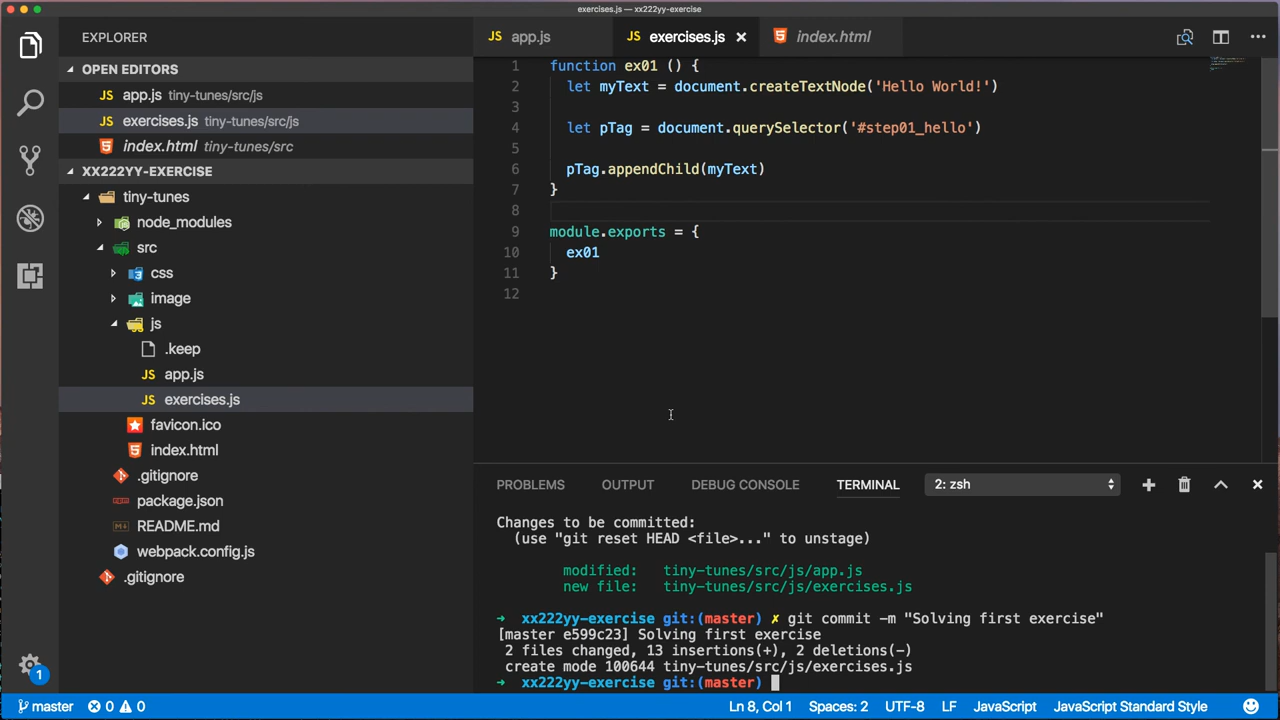 exercises.js — xx222yy-exercise
EXPLORER
OPEN EDITORS
JS app.js tiny-tunes/src/js
JS exercises.js tiny-tunes/src/js
index.html tiny-tunes/src
XX222YY-EXERCISE
tiny-tunes
node_modules
src
css
image
js
.keep
JS app.js
JS exercises.js
favicon.ico
index.html
.gitignore
package.json
README.md
webpack.config.js
.gitignore
1
JS app.js
JS exercises.js
index.html
1 function ex01 () {
2 let myText = document.createTextNode('Hello World!')
3
4 let pTag = document.querySelector('#step01_hello')
5
6 pTag.appendChild(myText)
7 }
8
9 module.exports = {
10 ex01
11 }
12
PROBLEMS OUTPUT DEBUG CONSOLE TERMINAL 2: zsh
Changes to be committed:
(use "git reset HEAD <file>..." to unstage)
modified: tiny-tunes/src/js/app.js
new file: tiny-tunes/src/js/exercises.js
➜ xx222yy-exercise git:(master) ✗ git commit -m "Solving first exercise"
[master e599c23] Solving first exercise
2 files changed, 13 insertions(+), 2 deletions(-)
create mode 100644 tiny-tunes/src/js/exercises.js
➜ xx222yy-exercise git:(master)
master 0 0 Ln 8, Col 1 Spaces: 2 UTF-8 LF JavaScript JavaScript Standard Style